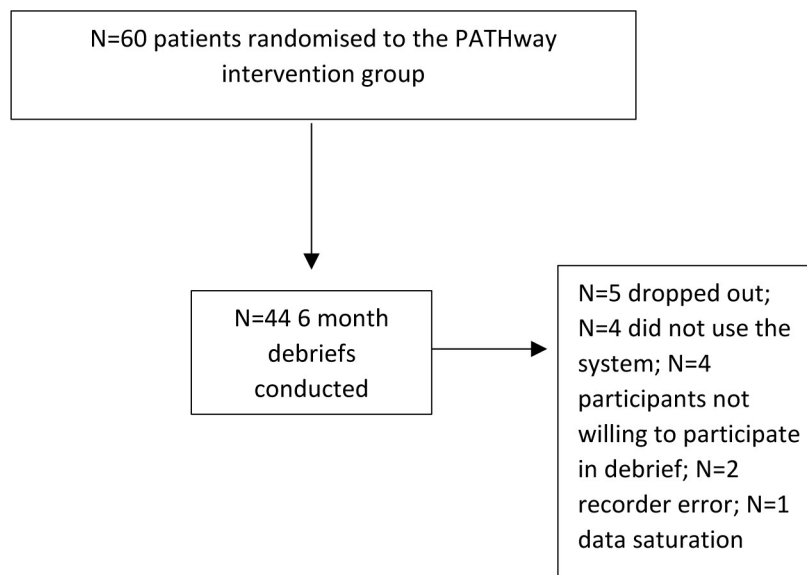 N=60 patients randomised to the PATHway
intervention group
N=44 6 month
debriefs
conducted
N=5 dropped out;
N=4 did not use the
system; N=4
participants not
willing to participate
in debrief; N=2
recorder error; N=1
data saturation